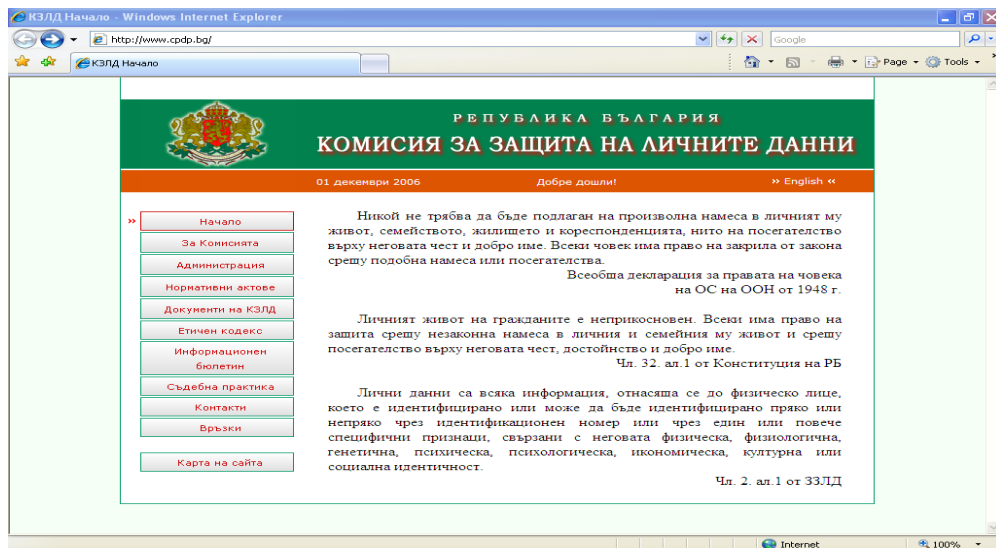 КЗЛД Начало - Windows Internet Explorer
http://www.cpdp.bg/
Google
КЗЛД Начало
Page
Tools
РЕПУБЛИКА БЪЛГАРИЯ
КОМИСИЯ ЗА ЗАЩИТА НА ЛИЧНИТЕ ДАННИ
01 декември 2006
Добре дошли!
›› English ‹‹
›› Начало
За Комисията
Администрация
Нормативни актове
Документи на КЗЛД
Етичен кодекс
Информационен
бюлетин
Съдебна практика
Контакти
Връзки
Карта на сайта
Никой не трябва да бъде подлаган на произволна намеса в личният му
живот, семейството, жилището и кореспонденцията, нито на посегателство
върху неговата чест и добро име. Всеки човек има право на закрила от закона
срещу подобна намеса или посегателства.
Всеобща декларация за правата на човека
на ОС на ООН от 1948 г.
Личният живот на гражданите е неприкосновен. Всеки има право на
защита срещу незаконна намеса в личния и семейния му живот и срещу
посегателство върху неговата чест, достойнство и добро име.
Чл. 32. ал.1 от Конституция на РБ
Лични данни са всяка информация, отнасяща се до физическо лице,
което е идентифицирано или може да бъде идентифицирано пряко или
непряко чрез идентификационен номер или чрез един или повече
специфични признаци, свързани с неговата физическа, физиологична,
генетична, психическа, психологическа, икономическа, културна или
социална идентичност.
Чл. 2. ал.1 от ЗЗЛД
Internet
100%